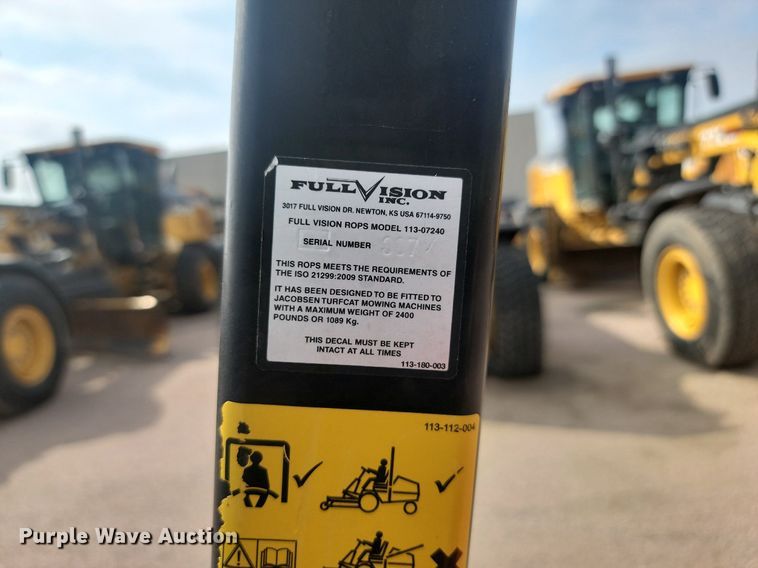 FULL VISION
INC.
3017 FULL VISION DR. NEWTON, KS USA 67114-9750
FULL VISION ROPS MODEL 113-07240
SERIAL NUMBER
THIS ROPS MEETS THE REQUIREMENTS OF
THE ISO 21299:2009 STANDARD.
IT HAS BEEN DESIGNED TO BE FITTED TO
JACOBSEN TURFCAT MOWING MACHINES
WITH A MAXIMUM WEIGHT OF 2400
POUNDS OR 1089 Kg.
THIS DECAL MUST BE KEPT
INTACT AT ALL TIMES
113-180-003
113-112-004
Purple Wave Auction®